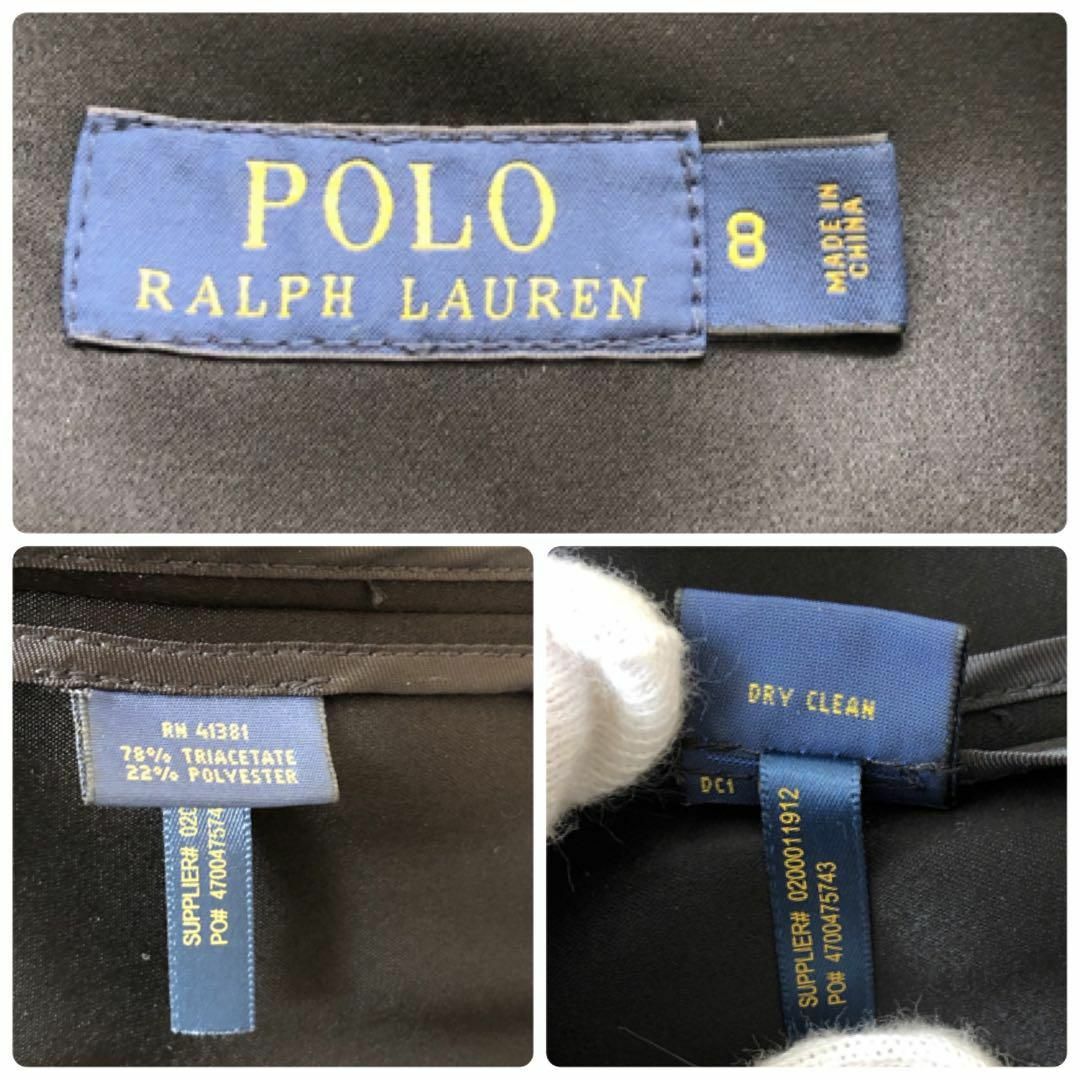 POLO
RALPH LAUREN
8
MADE IN
CHINA
RN 41381
78% TRIACETATE
22% POLYESTER
SUPPLIER# 020
PO# 470047574
DRY CLEAN
DC1
SUPPLIER# 0200011912
PO# 4700475743